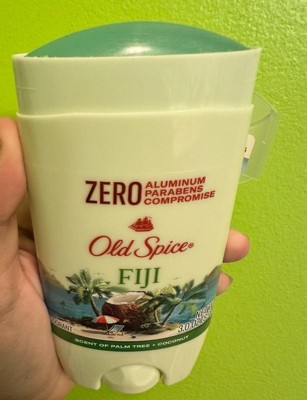 ZERO ALUMINUM
PARABENS
COMPROMISE
Old Spice®
FIJI
SCENT OF PALM TREE + COCONUT